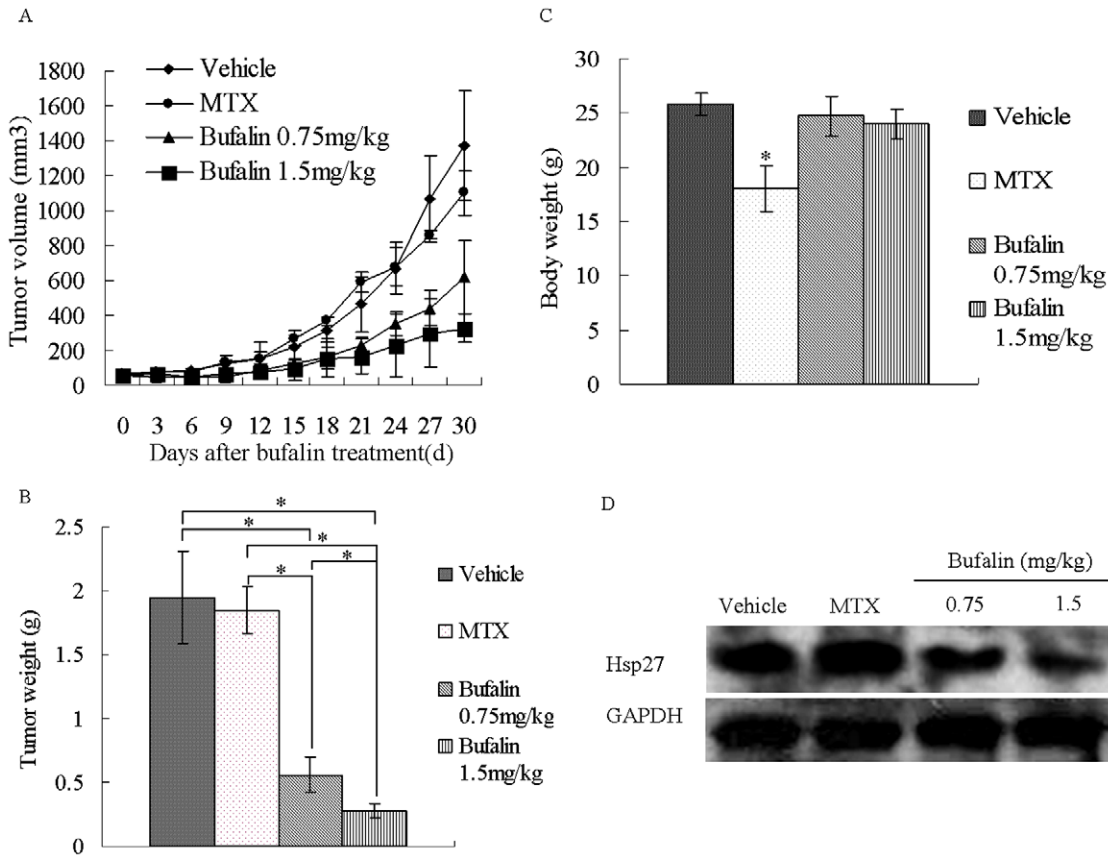 A
1800
1600
1400
1200
1000
800
600
400
200
0
Tumor volume (mm3)
Vehicle
MTX
Bufalin 0.75mg/kg
Bufalin 1.5mg/kg
0 3 6 9 12 15 18 21 24 27 30
Days after bufalin treatment(d)
C
30
25
20
15
10
5
0
Body weight (g)
*
Vehicle
MTX
Bufalin
0.75mg/kg
Bufalin
1.5mg/kg
B
2.5
2
1.5
1
0.5
0
Tumor weight (g)
*
*
*
*
*
Vehicle
MTX
Bufalin
0.75mg/kg
Bufalin
1.5mg/kg
D
Bufalin (mg/kg)
Vehicle MTX 0.75 1.5
Hsp27
GAPDH